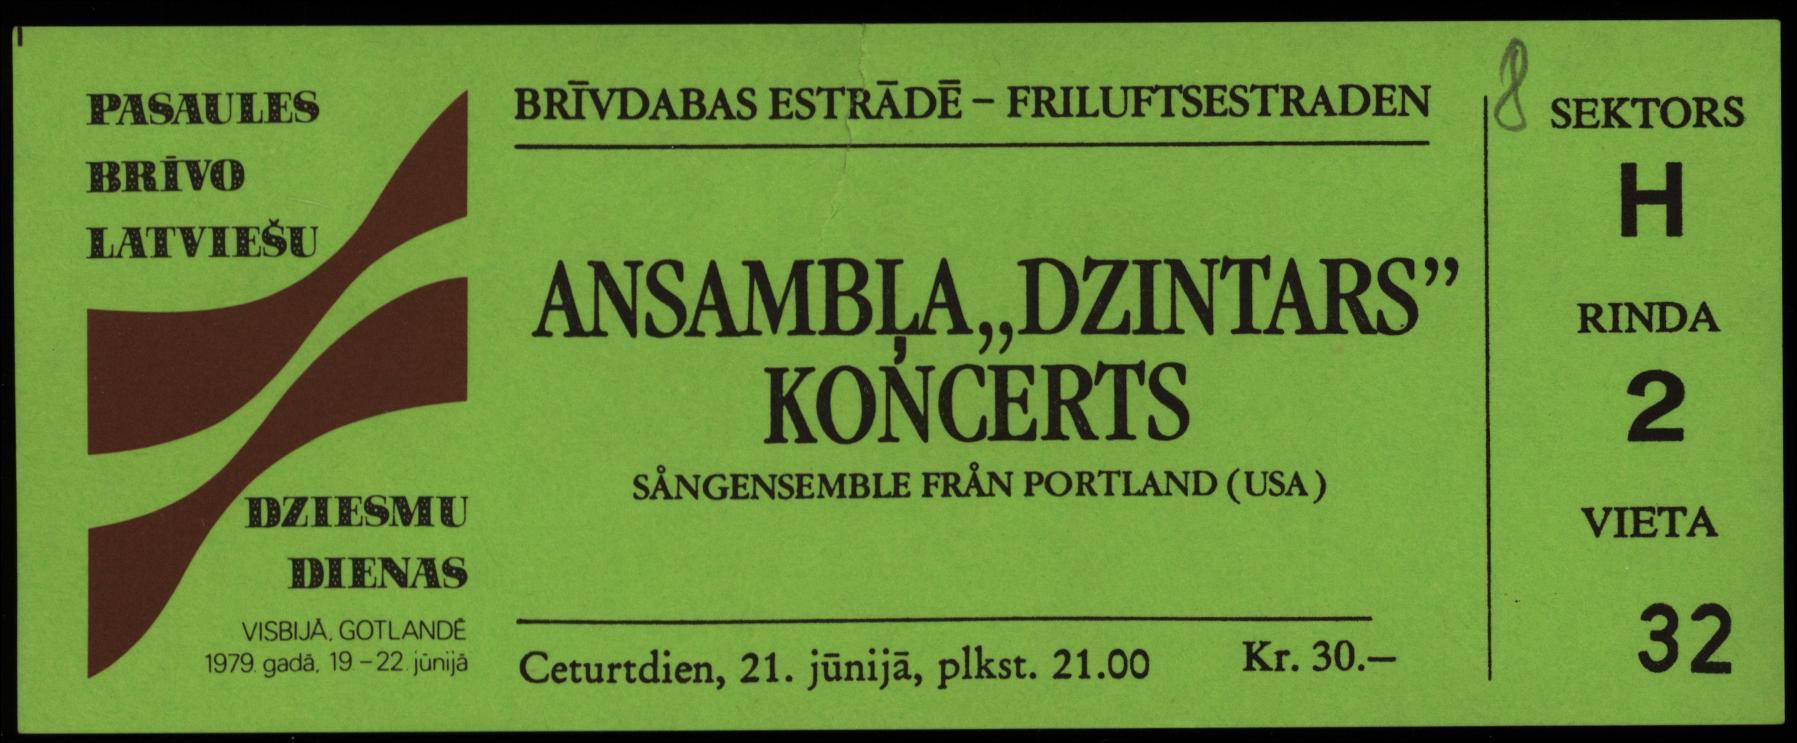 PASAULES
BRĪVO
LATVIEŠU
DZIESMU
DIENAS
VISBIJĀ, GOTLANDĒ
1979. gadā, 19 – 22. jūnijā
BRĪVDABAS ESTRĀDĒ – FRILUFTSESTRADEN
ANSAMBĻA „DZINTARS”
KONCERTS
SÅNGENSEMBLE FRÅN PORTLAND (USA)
Ceturtdien, 21. jūnijā, plkst. 21.00
Kr. 30.–
8
SEKTORS
H
RINDA
2
VIETA
32